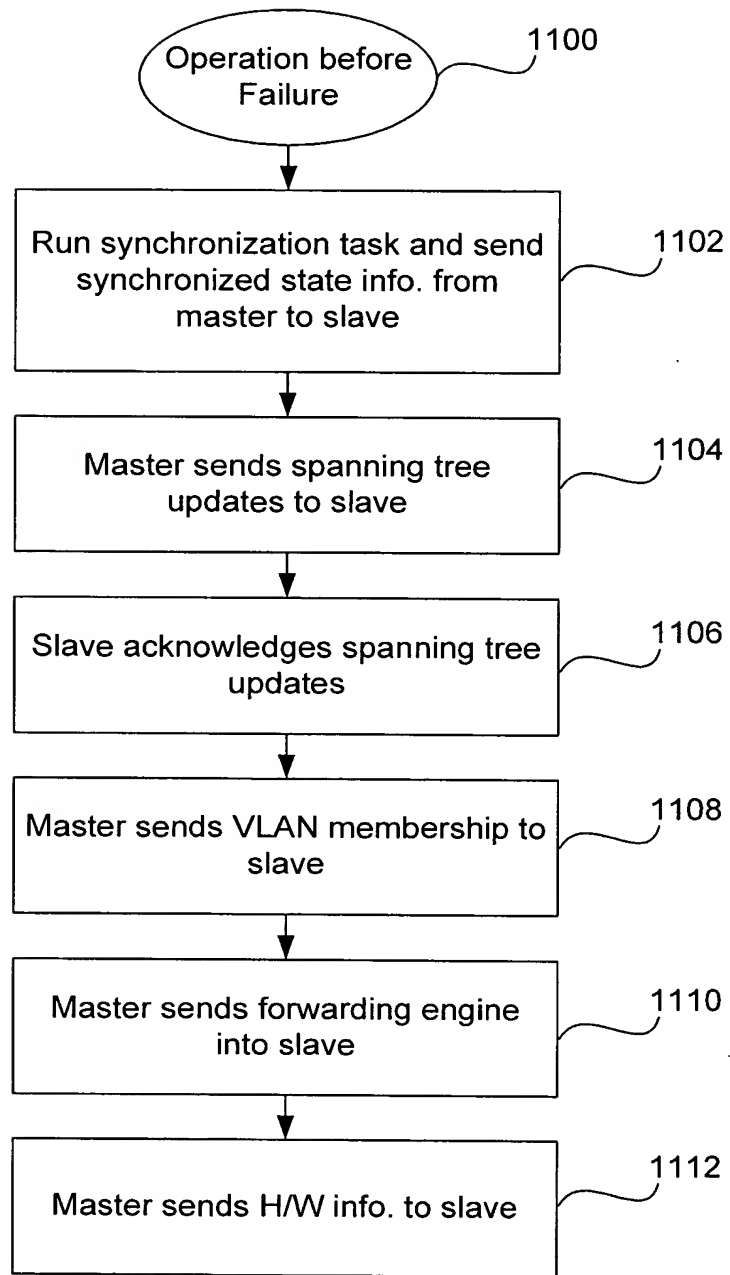 Operation before
Failure
1100
Run synchronization task and send
synchronized state info. from
master to slave
1102
Master sends spanning tree
updates to slave
1104
Slave acknowledges spanning tree
updates
1106
Master sends VLAN membership to
slave
1108
Master sends forwarding engine
into slave
1110
Master sends H/W info. to slave
1112